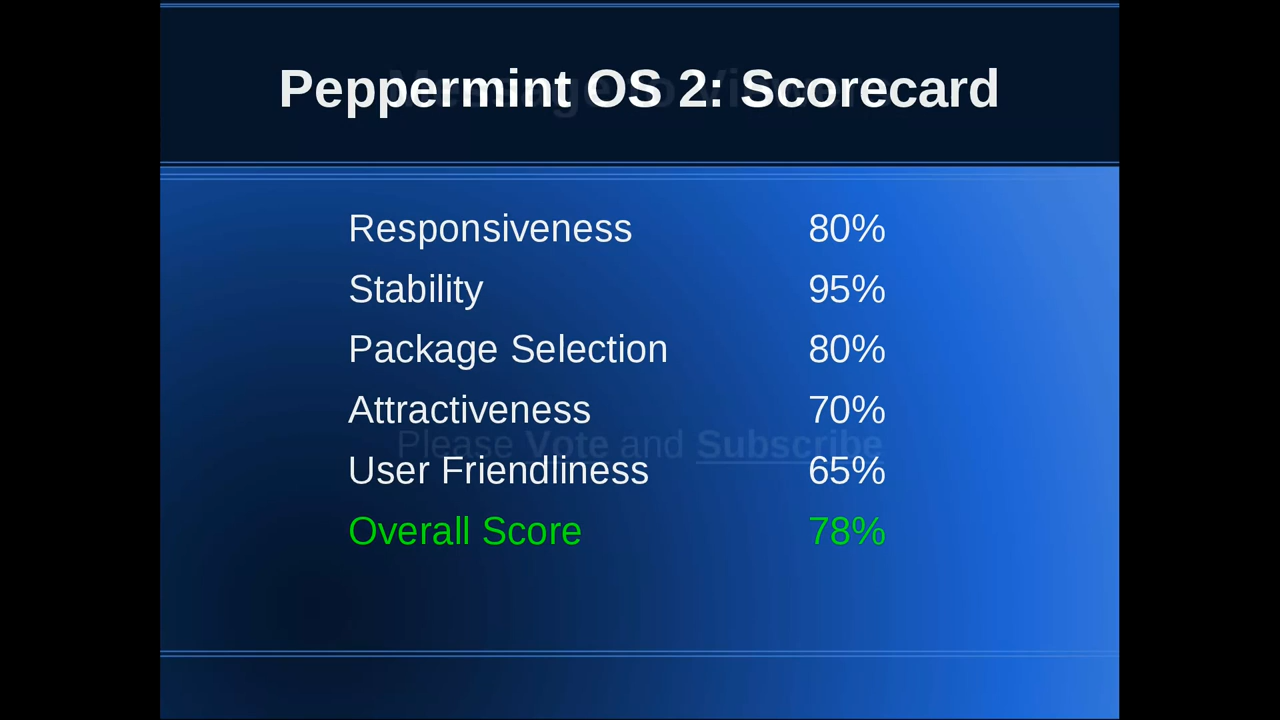 Peppermint OS 2: Scorecard
Responsiveness 80%
Stability 95%
Package Selection 80%
Attractiveness 70%
Please Vote and Subscribe
User Friendliness 65%
Overall Score 78%